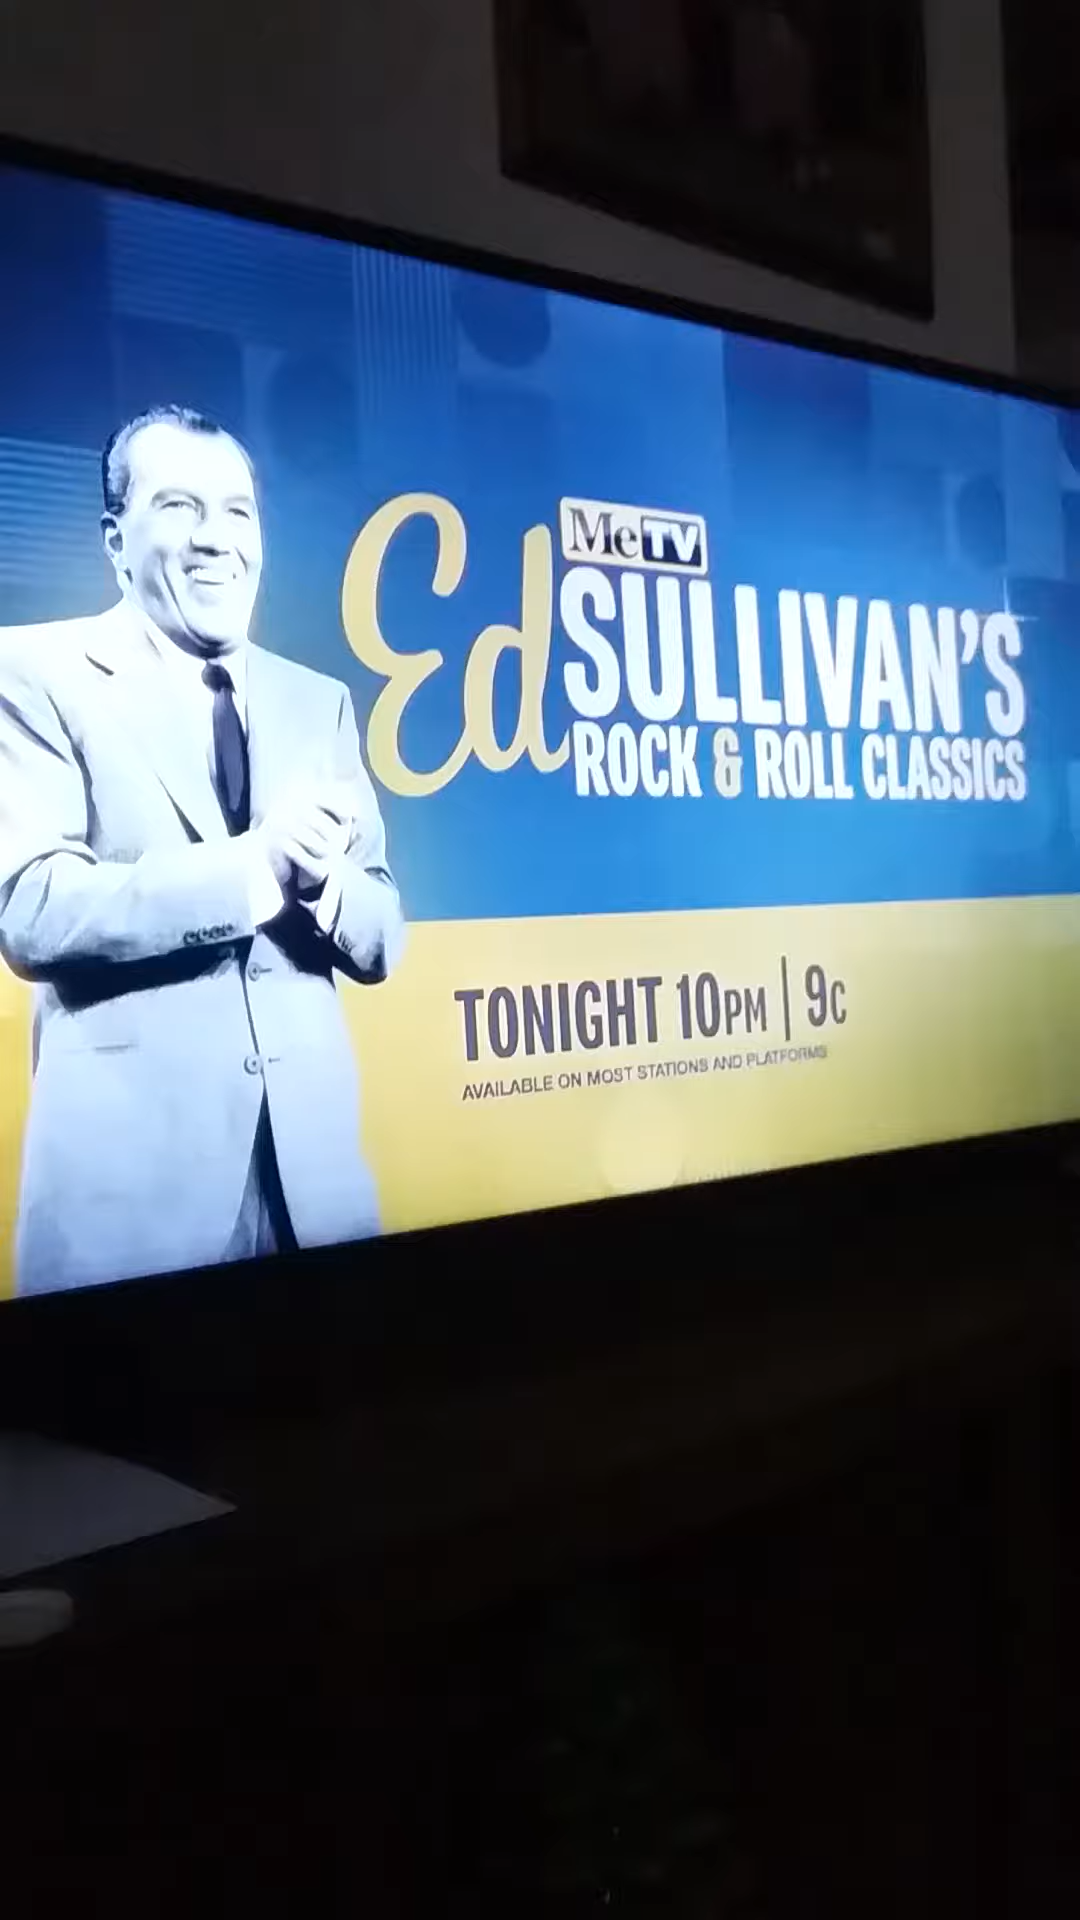 Ed
MeTV
SULLIVAN'S
ROCK & ROLL CLASSICS
TONIGHT 10PM | 9C
AVAILABLE ON MOST STATIONS AND PLATFORMS